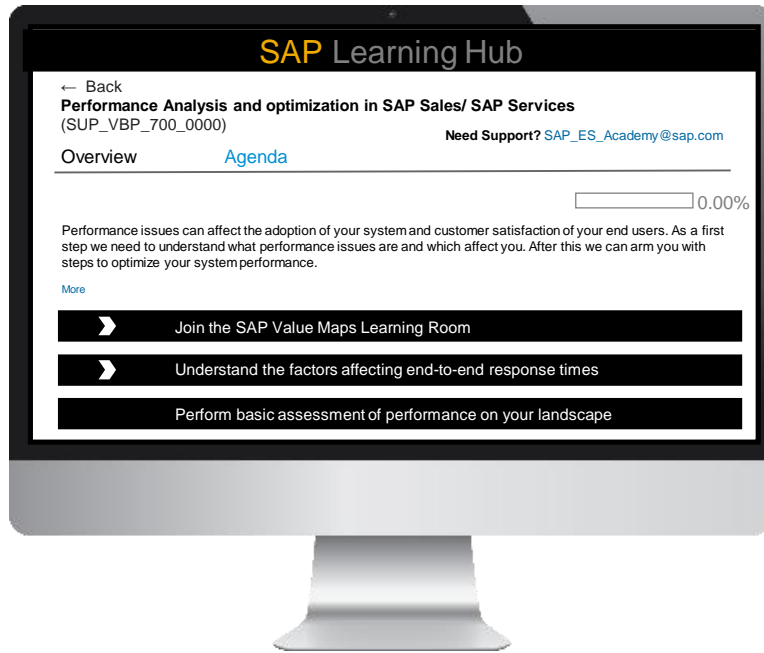 SAP Learning Hub
← Back
Performance Analysis and optimization in SAP Sales/ SAP Services
(SUP_VBP_700_0000)
Need Support? SAP_ES_Academy@sap.com
Overview Agenda
0.00%
Performance issues can affect the adoption of your system and customer satisfaction of your end users. As a first
step we need to understand what performance issues are and which affect you. After this we can arm you with
steps to optimize your system performance.
More
Join the SAP Value Maps Learning Room
Understand the factors affecting end-to-end response times
Perform basic assessment of performance on your landscape